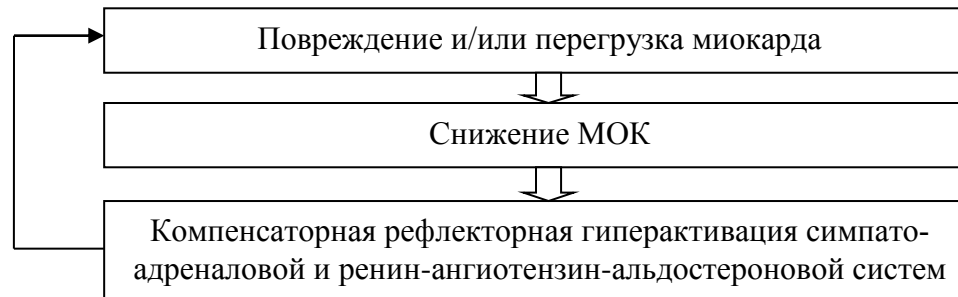 Повреждение и/или перегрузка миокарда
Снижение МОК
Компенсаторная рефлекторная гиперактивация симпато-
адреналовой и ренин-ангиотензин-альдостероновой систем